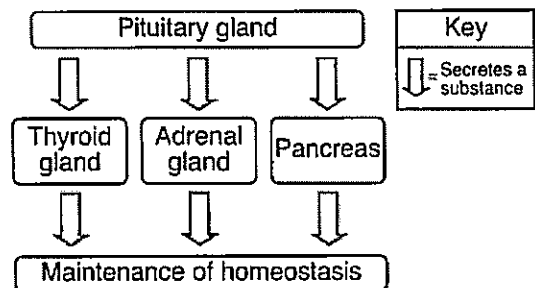 Pituitary gland
Key
= Secretes a
substance
Thyroid
gland
Adrenal
gland
Pancreas
Maintenance of homeostasis